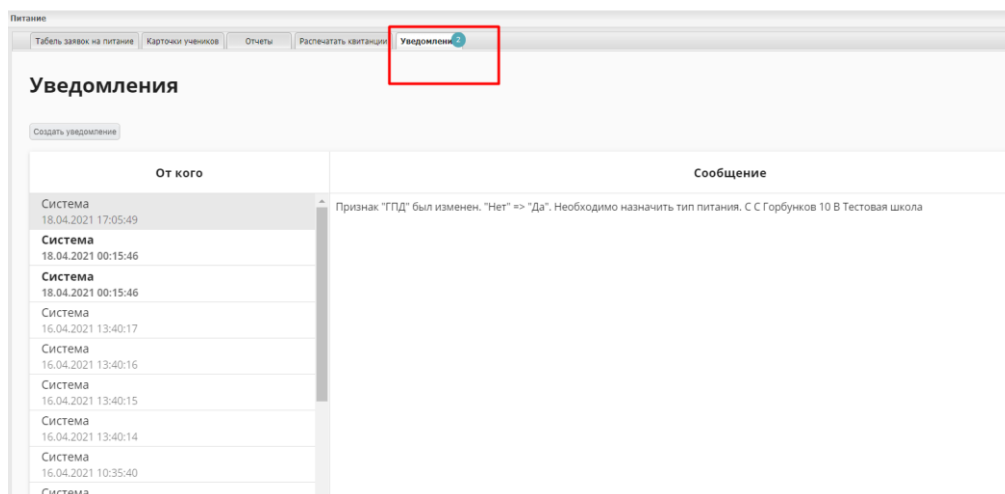 Питание
Табель заявок на питание Карточки учеников Отчеты Распечатать квитанции Уведомлени 2
Уведомления
Создать уведомление
От кого Сообщение
Система
18.04.2021 17:05:49
Признак "ГПД" был изменен. "Нет" => "Да". Необходимо назначить тип питания. С С Горбунков 10 В Тестовая школа
Система
18.04.2021 00:15:46
Система
18.04.2021 00:15:46
Система
16.04.2021 13:40:17
Система
16.04.2021 13:40:16
Система
16.04.2021 13:40:15
Система
16.04.2021 13:40:14
Система
16.04.2021 10:35:40
Система